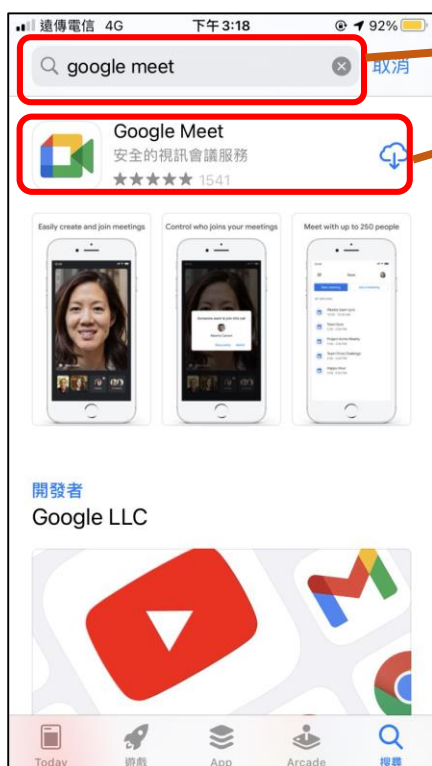 遠傳電信 4G 下午 3:18 92%
google meet 取消
Google Meet
安全的視訊會議服務
★★★★★ 1541
Easily create and join meetings
Control who joins your meetings
Meet with up to 250 people
開發者
Google LLC
Today 遊戲 App Arcade 搜尋